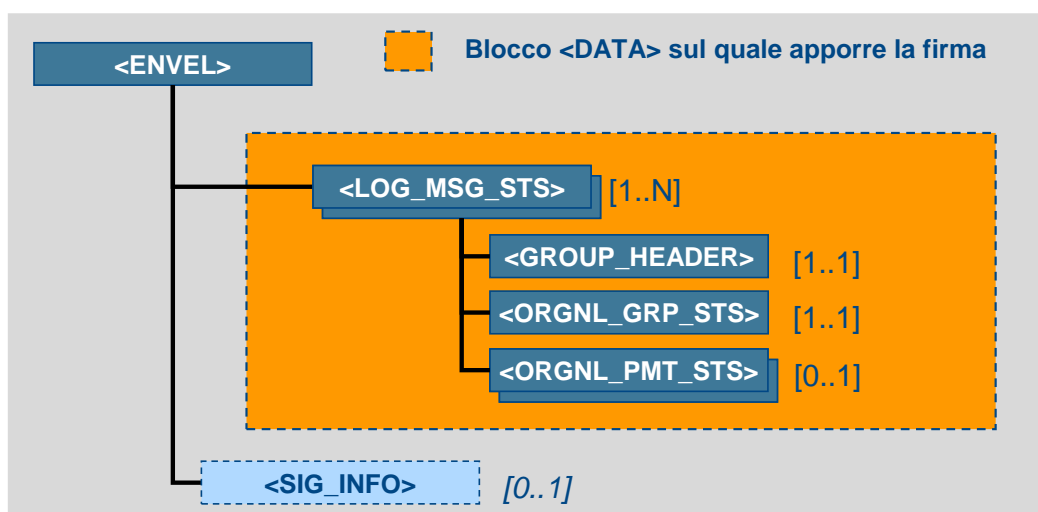 <ENVEL>
Blocco <DATA> sul quale apporre la firma
<LOG_MSG_STS> [1..N]
<GROUP_HEADER> [1..1]
<ORGNL_GRP_STS> [1..1]
<ORGNL_PMT_STS> [0..1]
<SIG_INFO> [0..1]